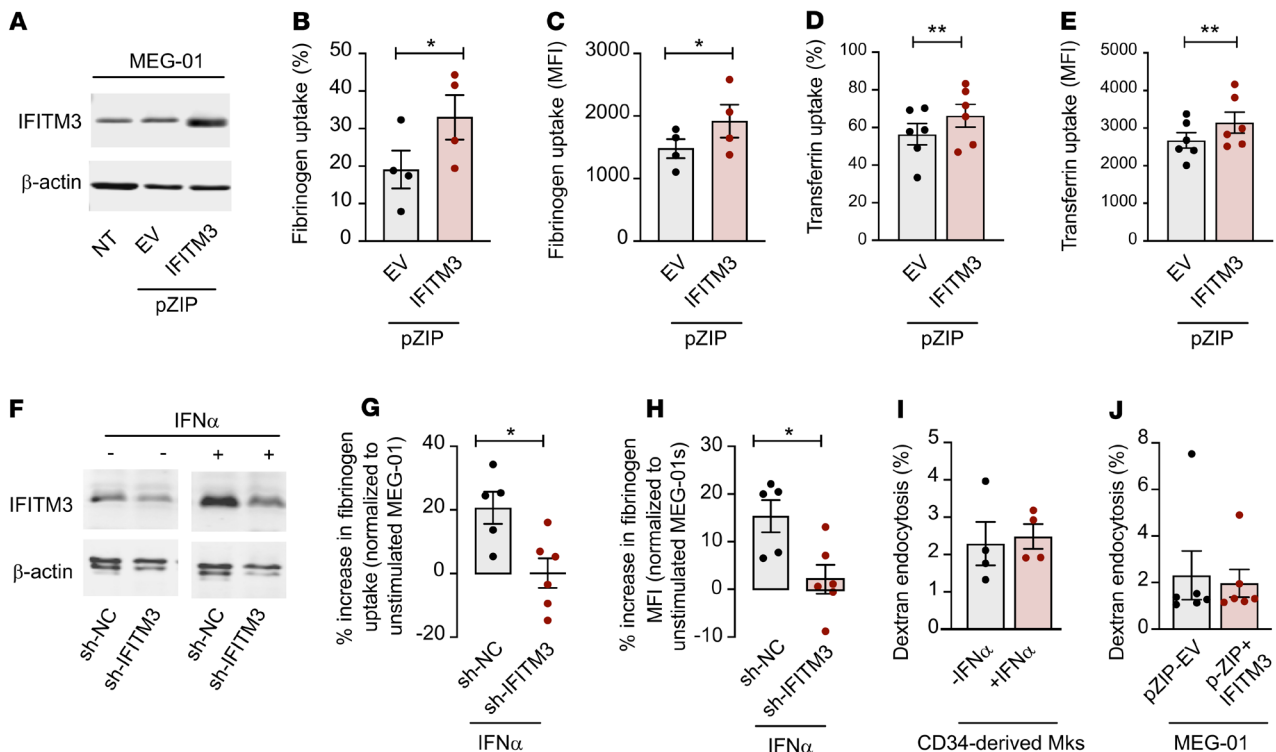 A
MEG-01
IFITM3
β-actin
NT
EV
IFITM3
pZIP
B
Fibrinogen uptake (%)
50
40
30
20
10
0
*
EV
IFITM3
pZIP
C
Fibrinogen uptake (MFI)
3000
2000
1000
0
*
EV
IFITM3
pZIP
D
Transferrin uptake (%)
100
80
60
40
20
0
**
EV
IFITM3
pZIP
E
Transferrin uptake (MFI)
5000
4000
3000
2000
1000
0
**
EV
IFITM3
pZIP
F
IFNα
- - + +
IFITM3
β-actin
sh-NC
sh-IFITM3
sh-NC
sh-IFITM3
G
% increase in fibrinogen
uptake (normalized to
unstimulated MEG-01)
40
20
0
-20
*
sh-NC
sh-IFITM3
IFNα
H
% increase in fibrinogen
MFI (normalized to
unstimulated MEG-01s)
30
20
10
0
-10
*
sh-NC
sh-IFITM3
IFNα
I
Dextran endocytosis (%)
5
4
3
2
1
0
-IFNα
+IFNα
CD34-derived Mks
J
Dextran endocytosis (%)
8
6
4
2
0
pZIP-EV
p-ZIP+
IFITM3
MEG-01